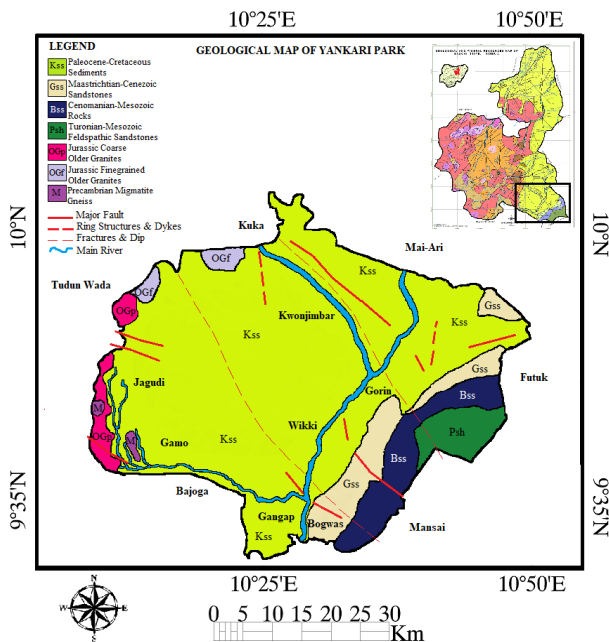 10°25'E
10°50'E
LEGEND
GEOLOGICAL MAP OF YANKARI PARK
Kss Paleocene-Cretaceous
Sediments
Gss Maastrichtian-Cenezoic
Sandstones
Bss Cenomanian-Mesozoic
Rocks
Psh Turonian-Mesozoic
Feldspathic Sandstones
OGp Jurassic Coarse
Older Granites
OGf Jurassic Finegrained
Older Granites
M Precambrian Migmatite
Gneiss
Major Fault
Ring Structures & Dykes
Fractures & Dip
Main River
10°N
10°N
Kuka
Mai-Ari
OGf
Kss
Tudun Wada
OGf
Gss
OGp
Kwonjimbar
Kss
Kss
Gss
Futuk
Jagudi
Gorin
Bss
M
Wikki
Psh
OGp
M
Gamo
Kss
Bss
Gss
Bajoga
9°35'N
9°35'N
Gangap
Bogwas
Mansai
Kss
10°25'E
10°50'E
N
W
E
S
0 5 10 15 20 25 30
Km